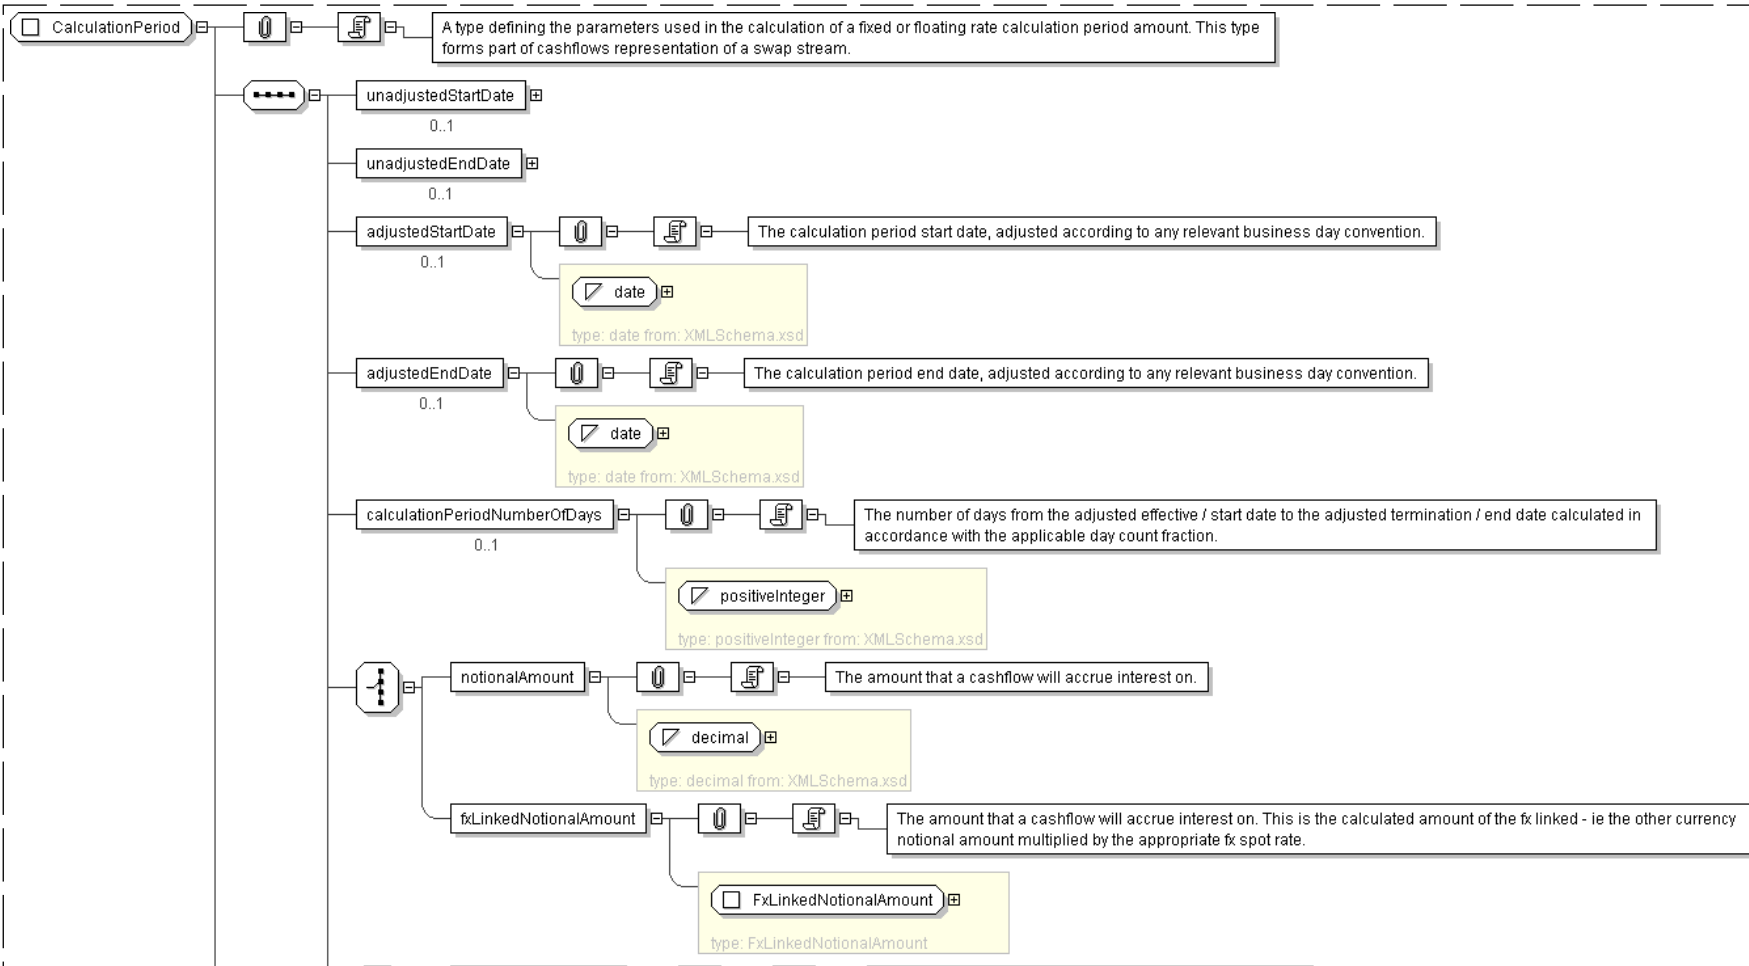 CalculationPeriod
A type defining the parameters used in the calculation of a fixed or floating rate calculation period amount. This type
forms part of cashflows representation of a swap stream.
unadjustedStartDate
0..1
unadjustedEndDate
0..1
adjustedStartDate
The calculation period start date, adjusted according to any relevant business day convention.
0..1
date
type: date from: XMLSchema.xsd
adjustedEndDate
The calculation period end date, adjusted according to any relevant business day convention.
0..1
date
type: date from: XMLSchema.xsd
calculationPeriodNumberOfDays
The number of days from the adjusted effective / start date to the adjusted termination / end date calculated in
accordance with the applicable day count fraction.
0..1
positiveInteger
type: positiveInteger from: XMLSchema.xsd
notionalAmount
The amount that a cashflow will accrue interest on.
decimal
type: decimal from: XMLSchema.xsd
fxLinkedNotionalAmount
The amount that a cashflow will accrue interest on. This is the calculated amount of the fx linked - ie the other currency
notional amount multiplied by the appropriate fx spot rate.
FxLinkedNotionalAmount
type: FxLinkedNotionalAmount